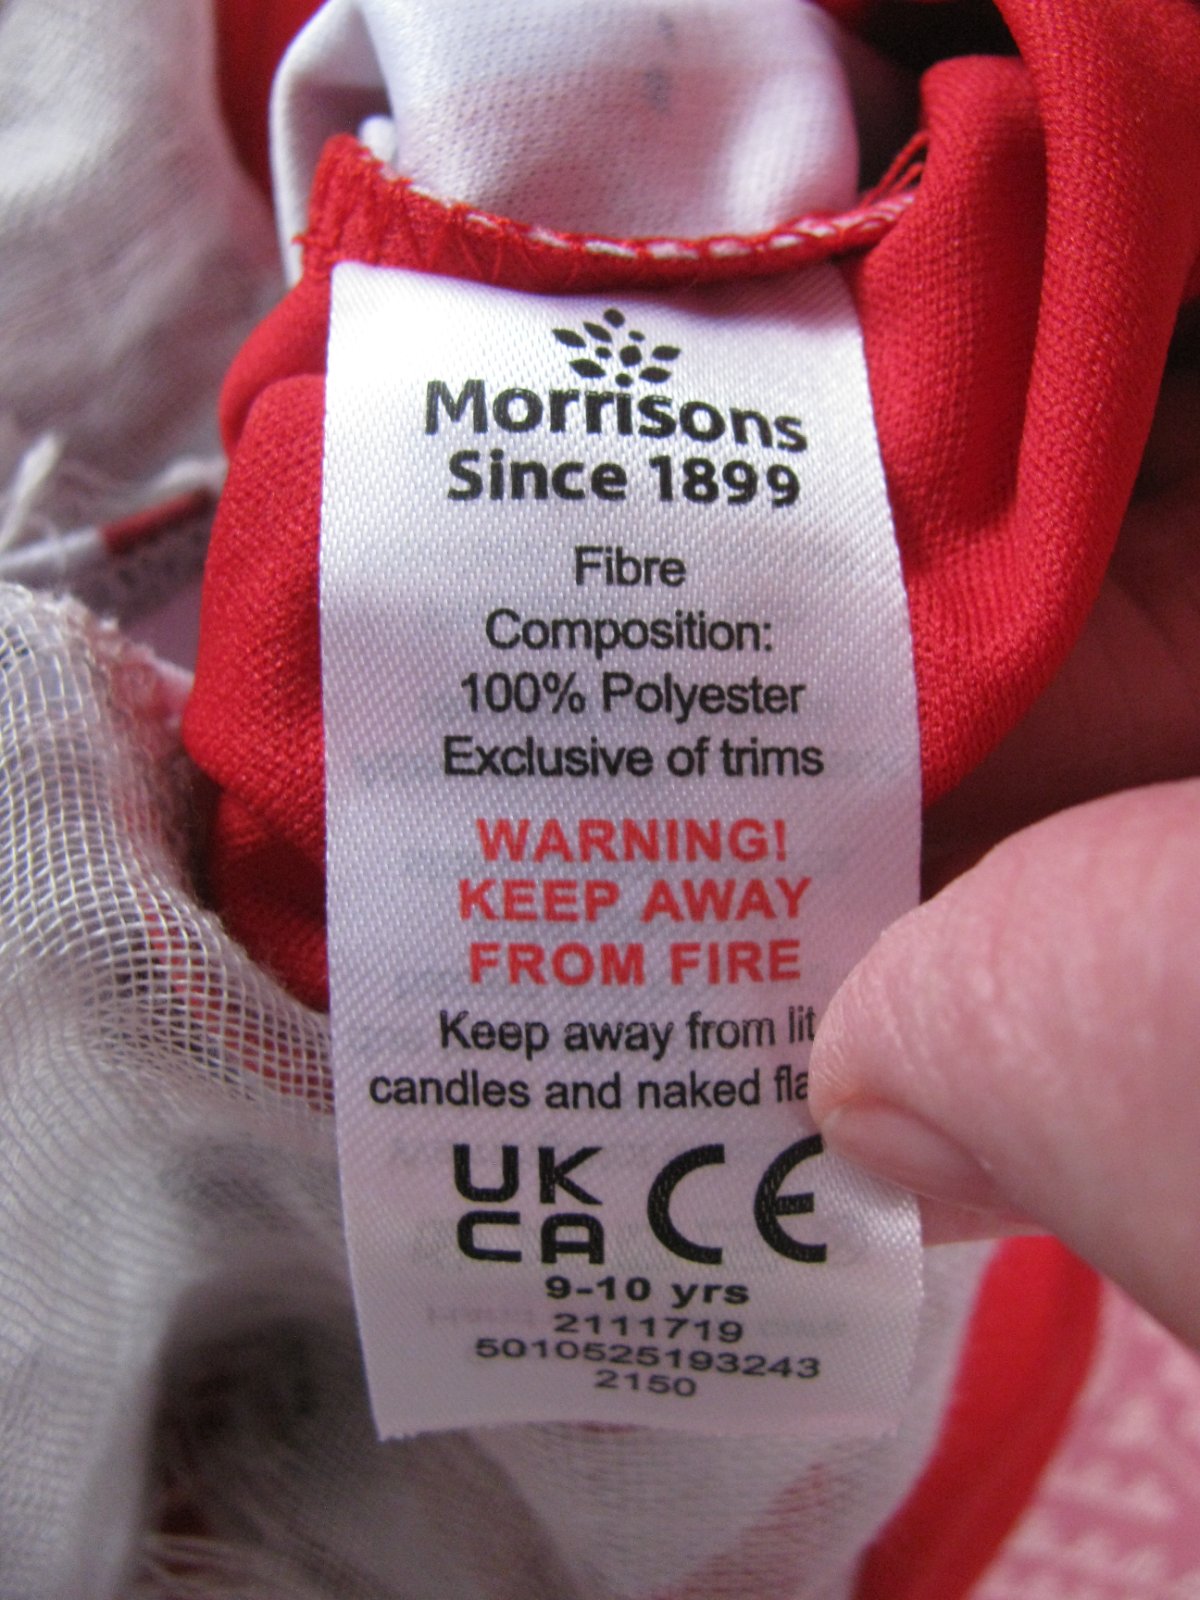 Morrisons
Since 1899
Fibre
Composition:
100% Polyester
Exclusive of trims
WARNING!
KEEP AWAY
FROM FIRE
Keep away from lit
candles and naked
UK
CA CE
9-10 yrs
2111719
5010525193243
2150